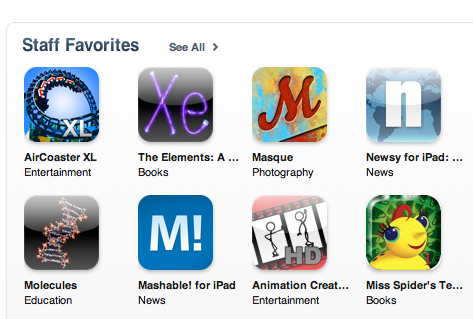 Staff Favorites See All >
XL
Xe
M
n
AirCoaster XL
The Elements: A ...
Masque
Newsy for iPad: ...
Entertainment
Books
Photography
News
M!
HD
Molecules
Mashable! for iPad
Animation Creat...
Miss Spider's Te...
Education
News
Entertainment
Books